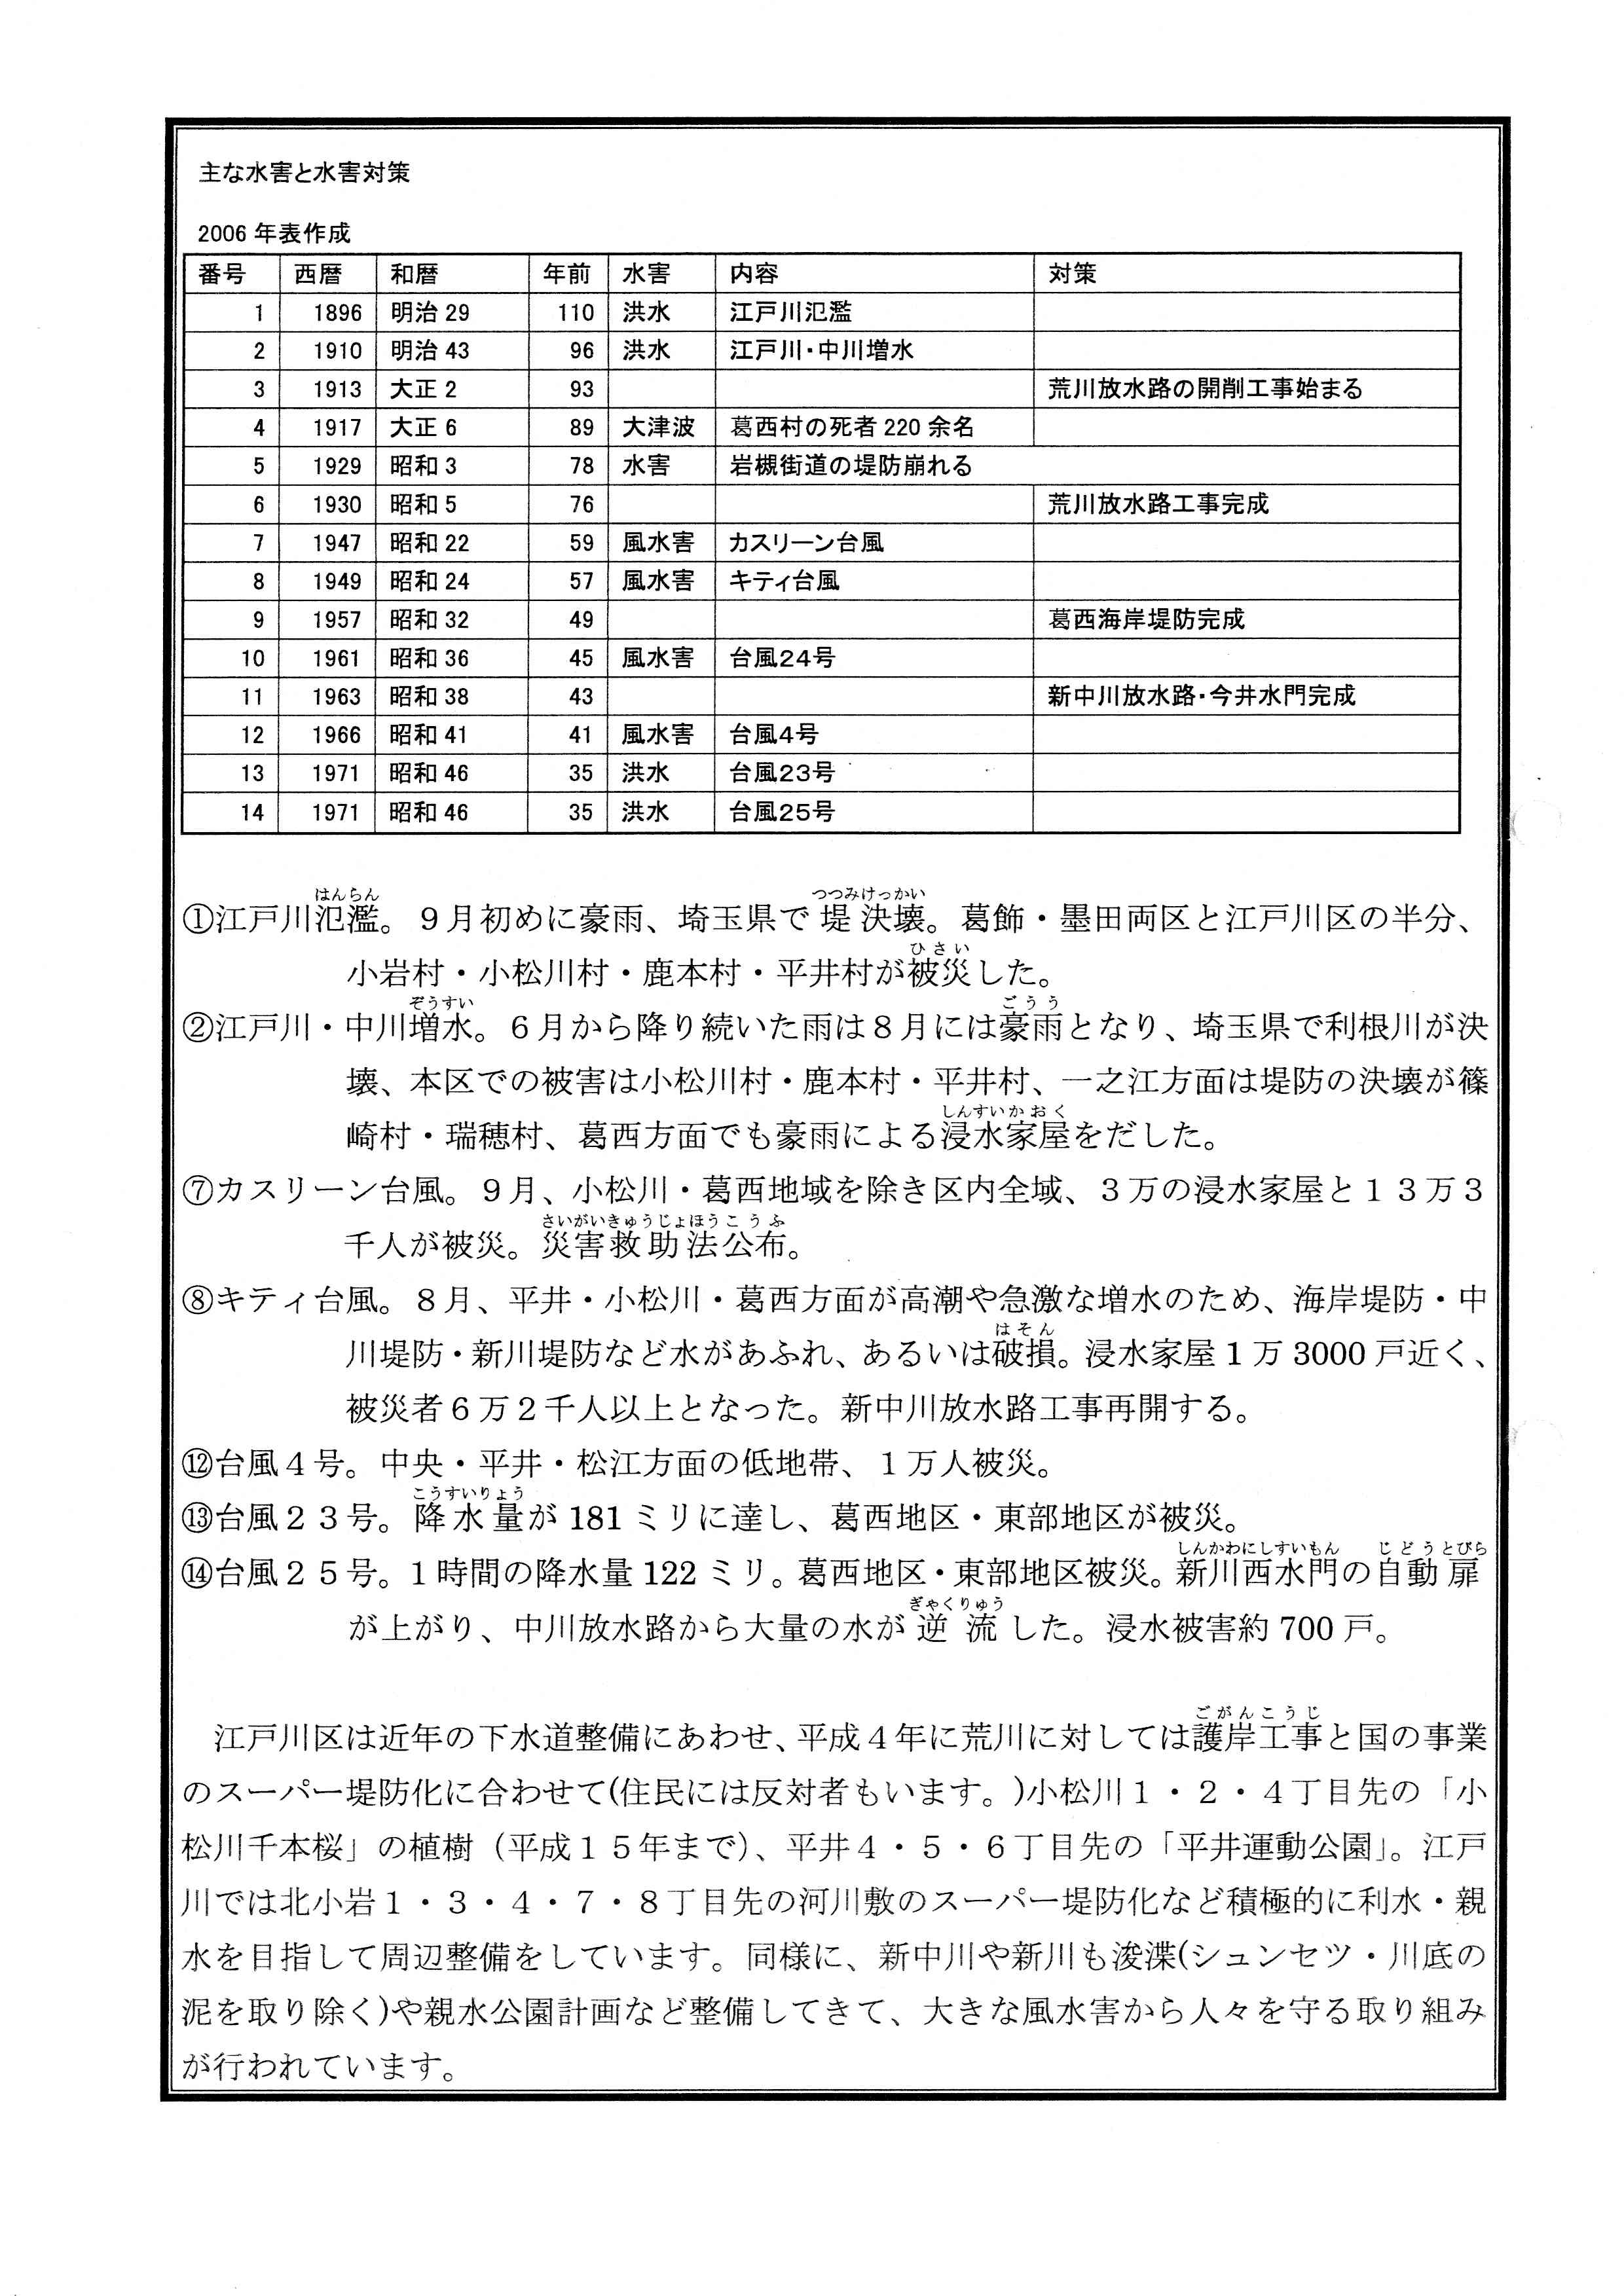 主な水害と水害対策
2006 年表作成
番号 西暦 和暦 年前 水害 内容 対策
1 1896 明治 29 110 洪水 江戸川氾濫
2 1910 明治 43 96 洪水 江戸川・中川増水
3 1913 大正 2 93 荒川放水路の開削工事始まる
4 1917 大正 6 89 大津波 葛西村の死者 220 余名
5 1929 昭和 3 78 水害 岩槻街道の堤防崩れる
6 1930 昭和 5 76 荒川放水路工事完成
7 1947 昭和 22 59 風水害 カスリーン台風
8 1949 昭和 24 57 風水害 キティ台風
9 1957 昭和 32 49 葛西海岸堤防完成
10 1961 昭和 36 45 風水害 台風24号
11 1963 昭和 38 43 新中川放水路・今井水門完成
12 1966 昭和 41 41 風水害 台風4号
13 1971 昭和 46 35 洪水 台風23号
14 1971 昭和 46 35 洪水 台風25号
はんらん つつみけっかい
①江戸川氾濫。９月初めに豪雨、埼玉県で堤決壊。葛飾・墨田両区と江戸川区の半分、
ひさい
小岩村・小松川村・鹿本村・平井村が被災した。
ぞうすい ごうう
②江戸川・中川増水。６月から降り続いた雨は８月には豪雨となり、埼玉県で利根川が決
壊、本区での被害は小松川村・鹿本村・平井村、一之江方面は堤防の決壊が篠
しんすいかおく
崎村・瑞穂村、葛西方面でも豪雨による浸水家屋をだした。
⑦カスリーン台風。９月、小松川・葛西地域を除き区内全域、３万の浸水家屋と１３万３
さいがいきゅうじょほうこうふ
千人が被災。災害救助法公布。
⑧キティ台風。８月、平井・小松川・葛西方面が高潮や急激な増水のため、海岸堤防・中
はそん
川堤防・新川堤防など水があふれ、あるいは破損。浸水家屋 1 万 3000 戸近く、
被災者６万２千人以上となった。新中川放水路工事再開する。
⑫台風４号。中央・平井・松江方面の低地帯、１万人被災。
こうすいりょう
⑬台風２３号。降水量が 181 ミリに達し、葛西地区・東部地区が被災。
しんかわにしすいもん じどうとびら
⑭台風２５号。１時間の降水量 122 ミリ。葛西地区・東部地区被災。新川西水門の自動扉
ぎゃくりゅう
が上がり、中川放水路から大量の水が逆流した。浸水被害約 700 戸。
ごがんこうじ
江戸川区は近年の下水道整備にあわせ、平成４年に荒川に対しては護岸工事と国の事業
のスーパー堤防化に合わせて(住民には反対者もいます。)小松川１・２・４丁目先の「小
松川千本桜」の植樹（平成１５年まで）、平井４・５・６丁目先の「平井運動公園」。江戸
川では北小岩１・３・４・７・８丁目先の河川敷のスーパー堤防化など積極的に利水・親
水を目指して周辺整備をしています。同様に、新中川や新川も浚渫(シュンセツ・川底の
泥を取り除く)や親水公園計画など整備してきて、大きな風水害から人々を守る取り組み
が行われています。